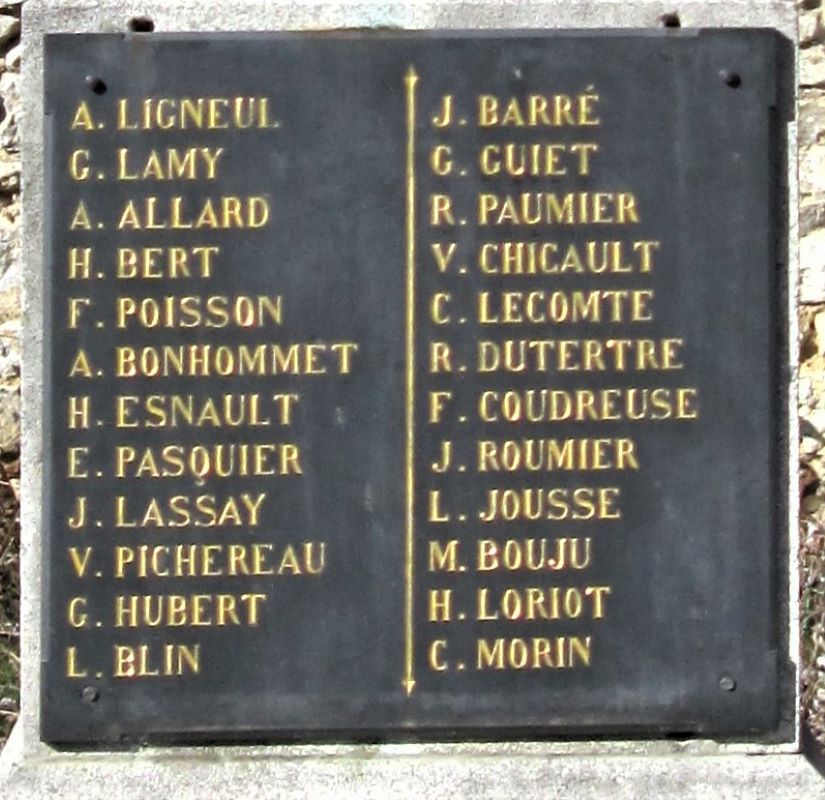 A. LIGNEUL
G. LAMY
A. ALLARD
H. BERT
F. POISSON
A. BONHOMMET
H. ESNAULT
E. PASQUIER
J. LASSAY
V. PICHEREAU
G. HUBERT
L. BLIN
J. BARRÉ
G. GUIET
R. PAUMIER
V. CHICAULT
C. LECOMTE
R. DUTERTRE
F. COUDREUSE
J. ROUMIER
L. JOUSSE
M. BOUJU
H. LORIOT
C. MORIN